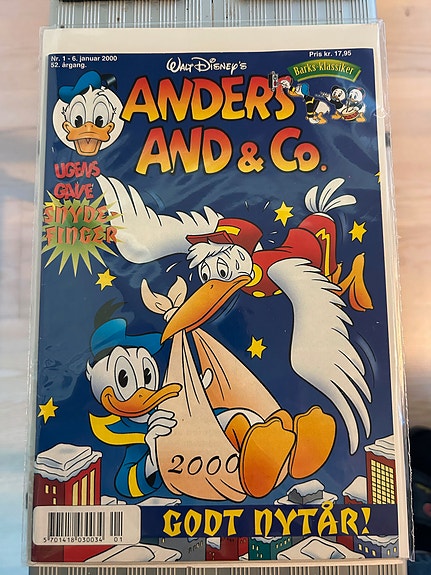 Nr. 1 - 6. januar 2000
52. årgang.
WALT DISNEY'S
Pris kr. 17,95
Barks-klassiker
ANDERS
AND & Co.
UGENS
GAVE
SNYDE-
FINGER
2000
GODT NYTÅR!
5 701418 030034 01